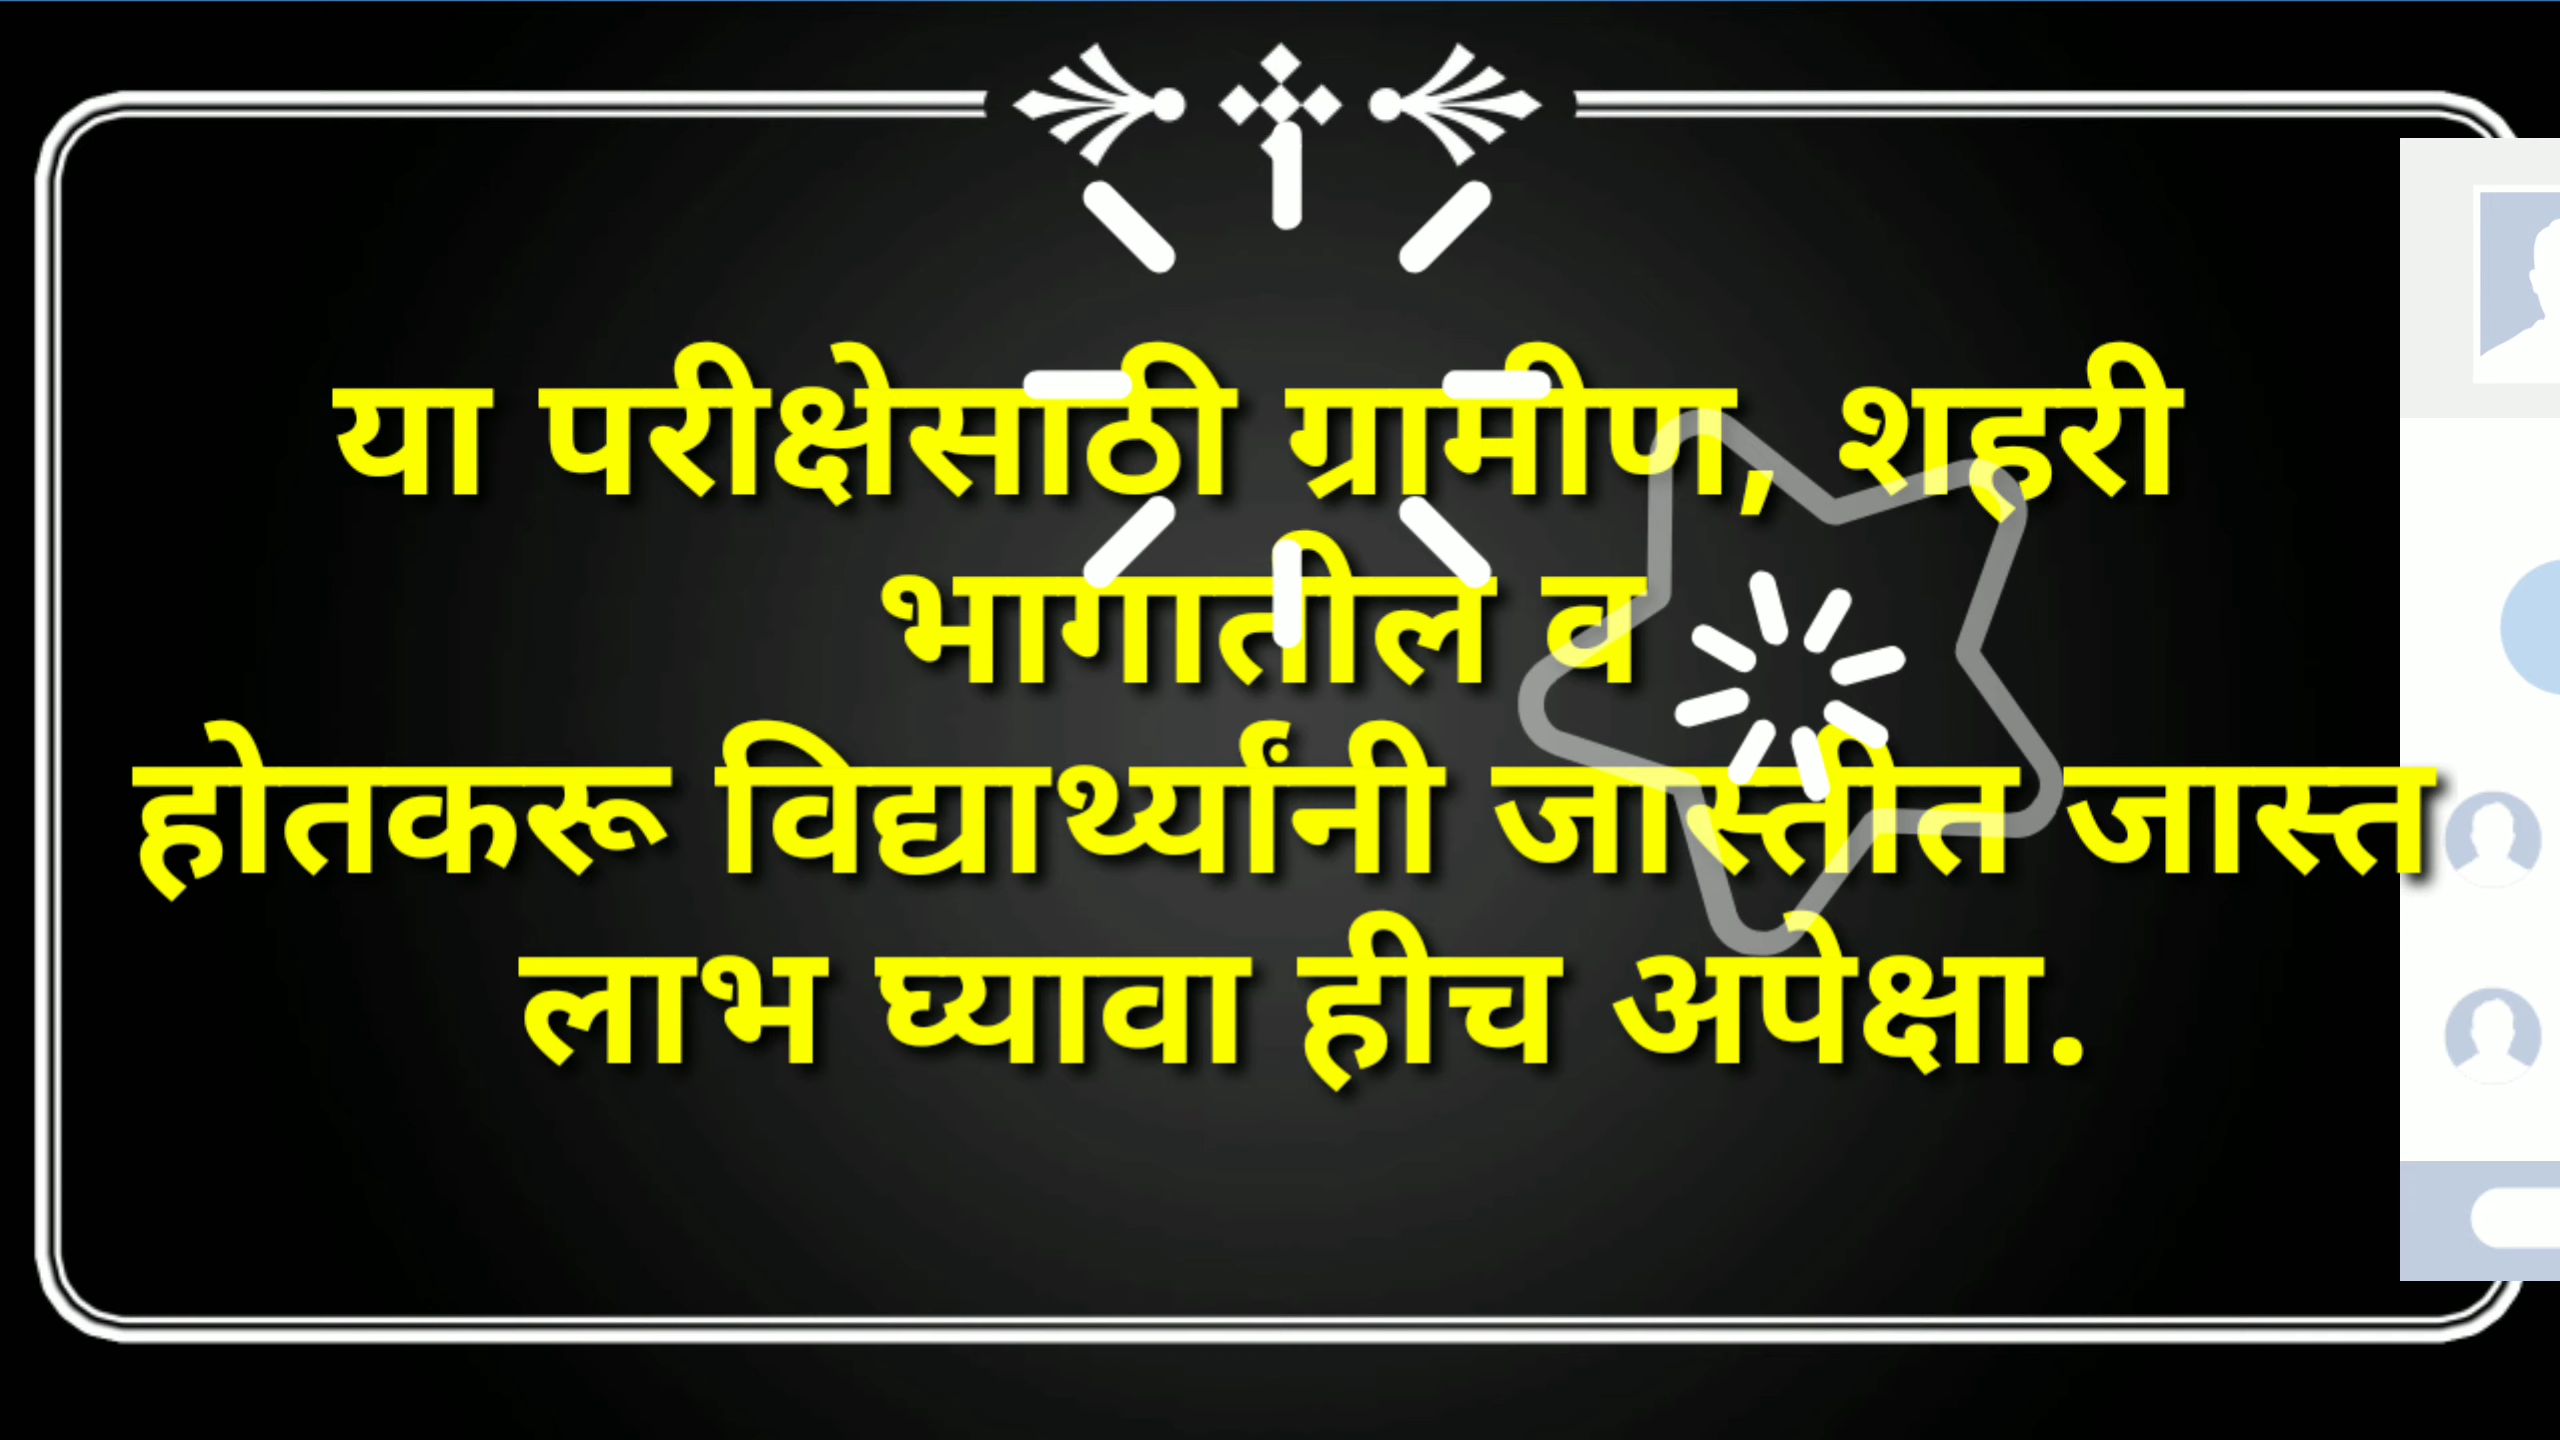 या परीक्षेसाठी ग्रामीण, शहरी
भागातील व
होतकरू विद्यार्थ्यांनी जास्तीत जास्त
लाभ घ्यावा हीच अपेक्षा.